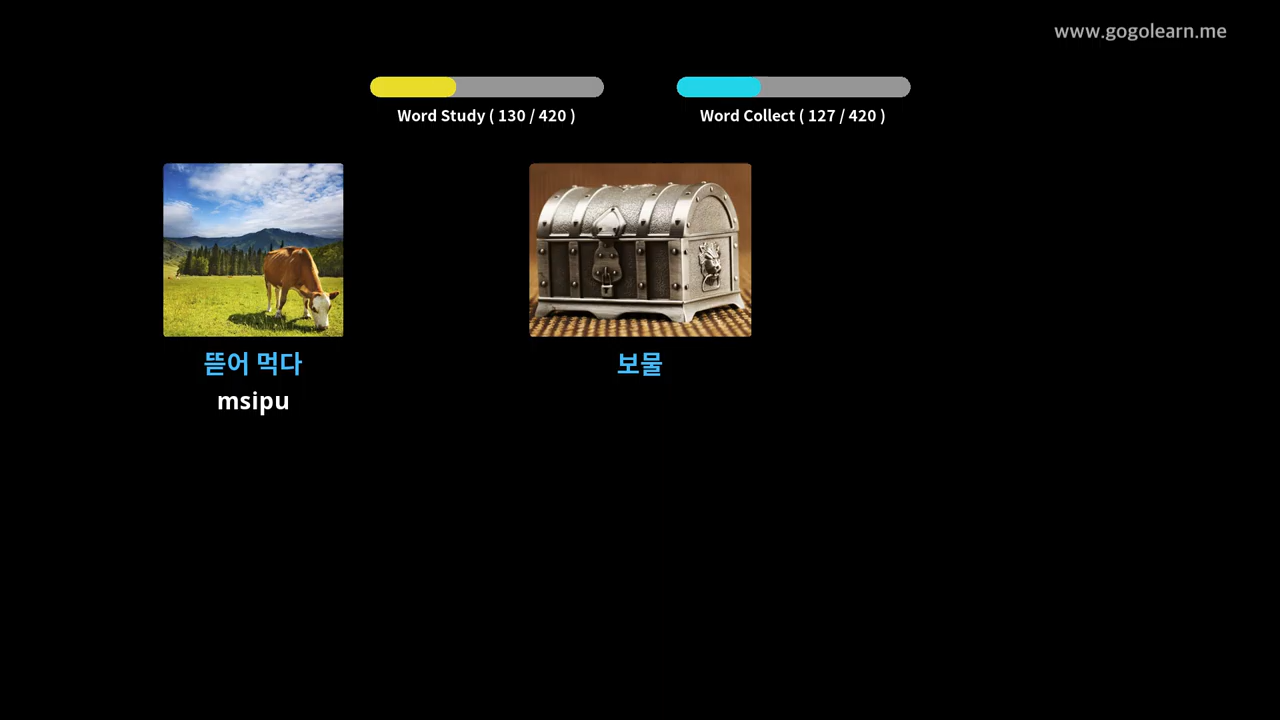 www.gogolearn.me
Word Study ( 130 / 420 )
Word Collect ( 127 / 420 )
뜯어 먹다
msipu
보물